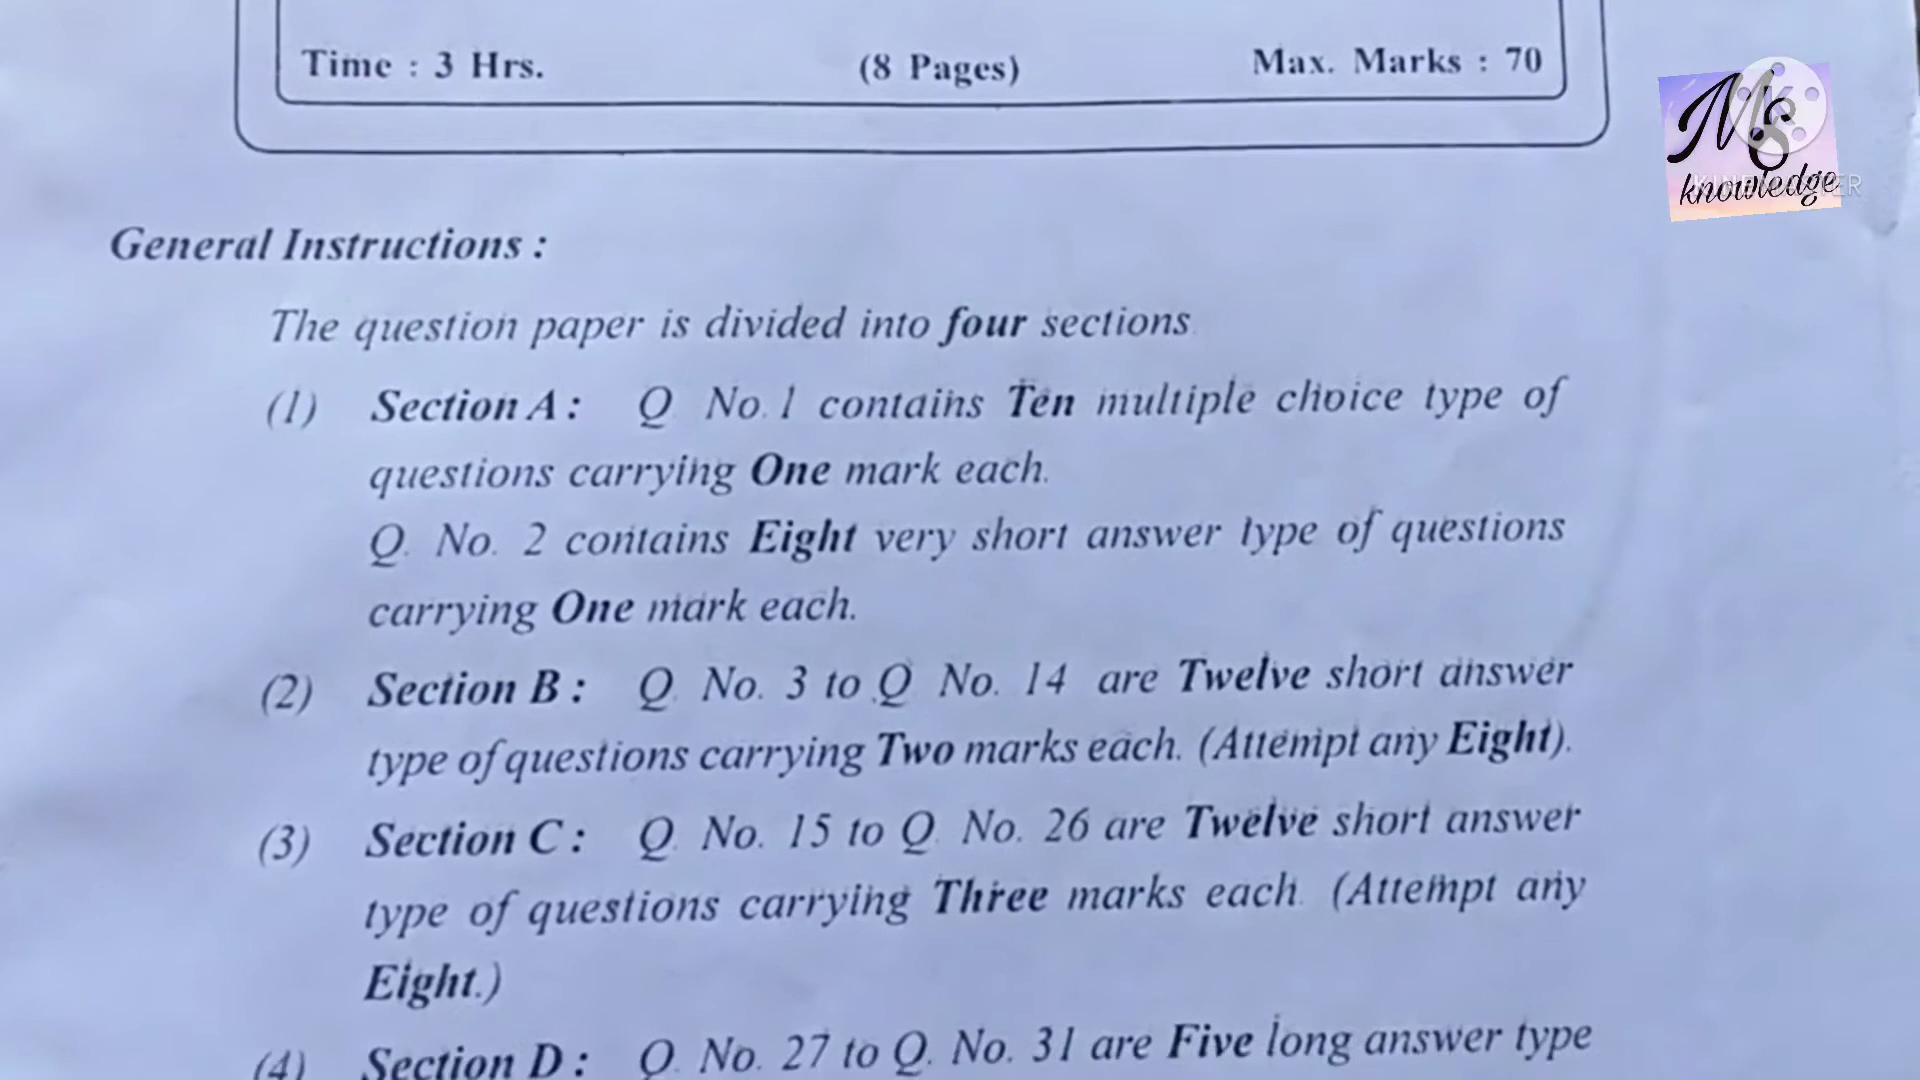 Time : 3 Hrs. (8 Pages) Max. Marks : 70
MS
knowledge
General Instructions :
The question paper is divided into four sections.
(1) Section A : Q. No. 1 contains Ten multiple choice type of
questions carrying One mark each.
Q. No. 2 contains Eight very short answer type of questions
carrying One mark each.
(2) Section B : Q. No. 3 to Q. No. 14 are Twelve short answer
type of questions carrying Two marks each. (Attempt any Eight).
(3) Section C : Q. No. 15 to Q. No. 26 are Twelve short answer
type of questions carrying Three marks each. (Attempt any
Eight.)
(4) Section D : Q. No. 27 to Q. No. 31 are Five long answer type